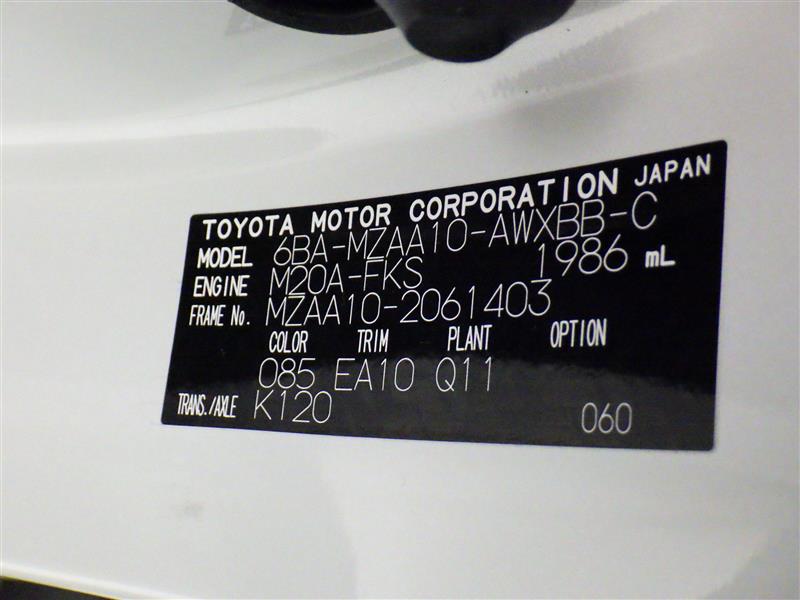 TOYOTA MOTOR CORPORATION JAPAN
MODEL 6BA-MZAA10-AWXBB-C
ENGINE M20A-FKS 1986 mL
FRAME No. MZAA10-2061403
COLOR TRIM PLANT OPTION
085 EA10 Q11
TRANS./AXLE K120 060